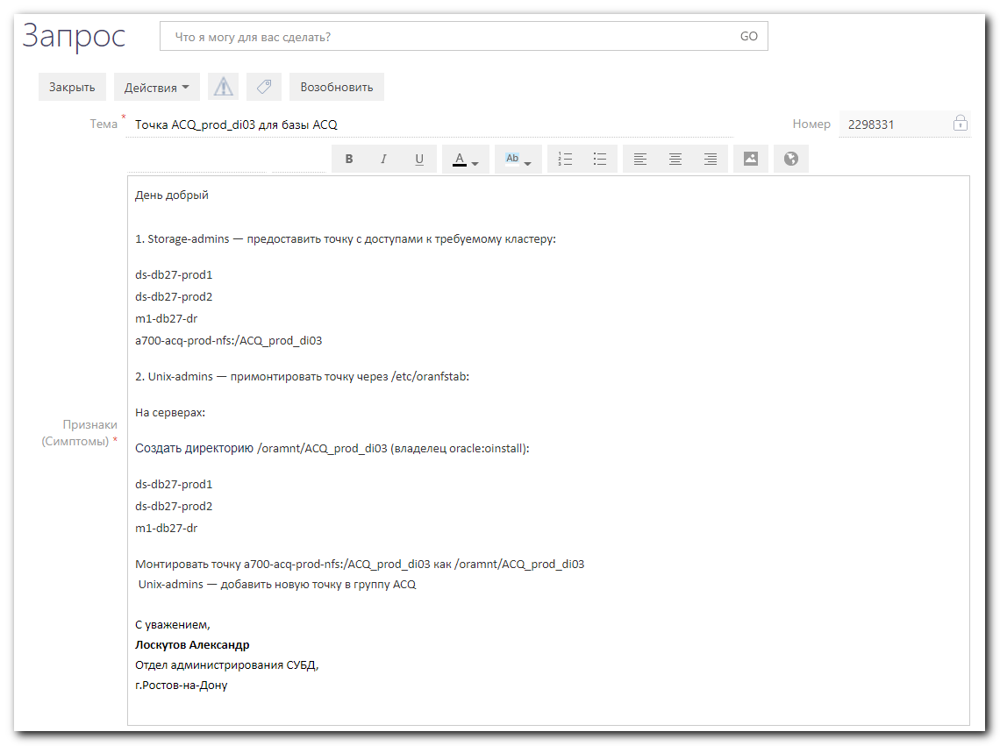 Запрос
Что я могу для вас сделать?
GO
Закрыть
Действия
Возобновить
Тема *
Точка ACQ_prod_di03 для базы ACQ
Номер
2298331
B I U A Ab
День добрый
1. Storage-admins — предоставить точку с доступами к требуемому кластеру:
ds-db27-prod1
ds-db27-prod2
m1-db27-dr
a700-acq-prod-nfs:/ACQ_prod_di03
2. Unix-admins — примонтировать точку через /etc/oranfstab:
На серверах:
Признаки
(Симптомы) *
Создать директорию /oramnt/ACQ_prod_di03 (владелец oracle:oinstall):
ds-db27-prod1
ds-db27-prod2
m1-db27-dr
Монтировать точку a700-acq-prod-nfs:/ACQ_prod_di03 как /oramnt/ACQ_prod_di03
Unix-admins — добавить новую точку в группу ACQ
С уважением,
Лоскутов Александр
Отдел администрирования СУБД,
г.Ростов-на-Дону